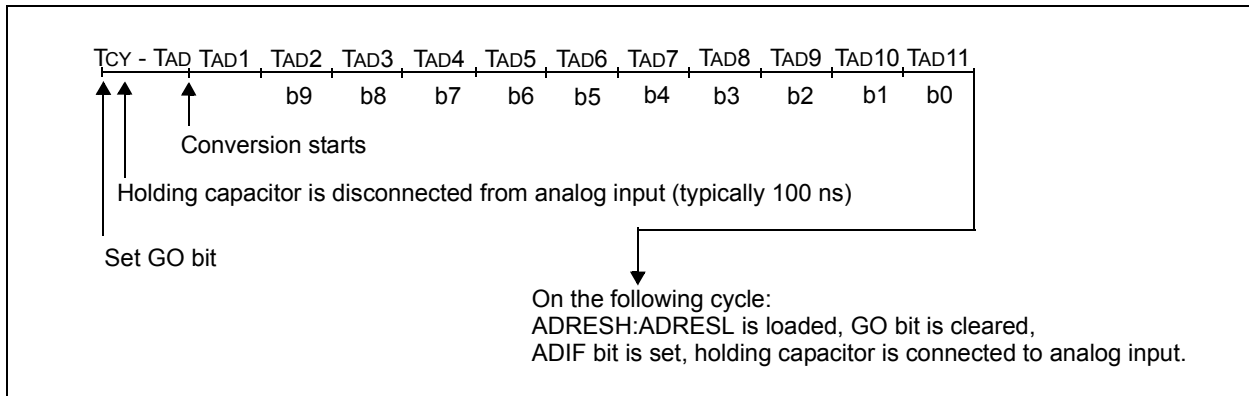 TCY - TAD TAD1 TAD2 TAD3 TAD4 TAD5 TAD6 TAD7 TAD8 TAD9 TAD10 TAD11
b9 b8 b7 b6 b5 b4 b3 b2 b1 b0
Conversion starts
Holding capacitor is disconnected from analog input (typically 100 ns)
Set GO bit
On the following cycle:
ADRESH:ADRESL is loaded, GO bit is cleared,
ADIF bit is set, holding capacitor is connected to analog input.